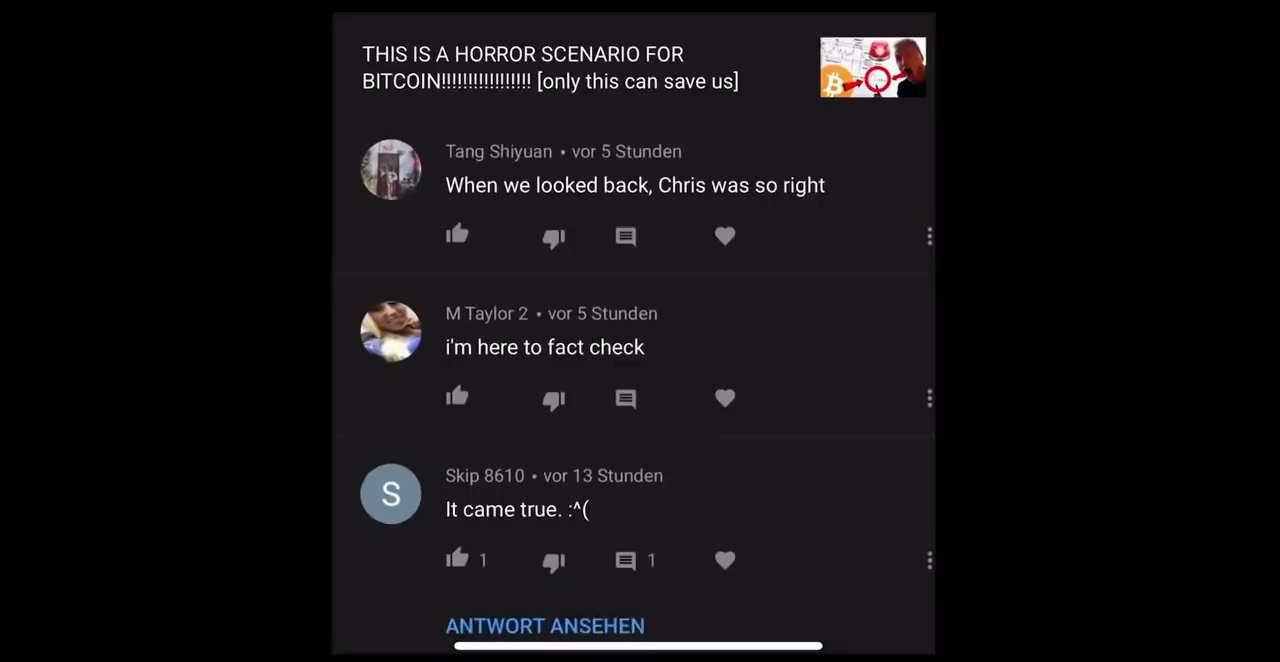 THIS IS A HORROR SCENARIO FOR
BITCOIN!!!!!!!!!!!!!!!!! [only this can save us]
Tang Shiyuan • vor 5 Stunden
When we looked back, Chris was so right
M Taylor 2 • vor 5 Stunden
i'm here to fact check
S
Skip 8610 • vor 13 Stunden
It came true. :^(
1
1
ANTWORT ANSEHEN